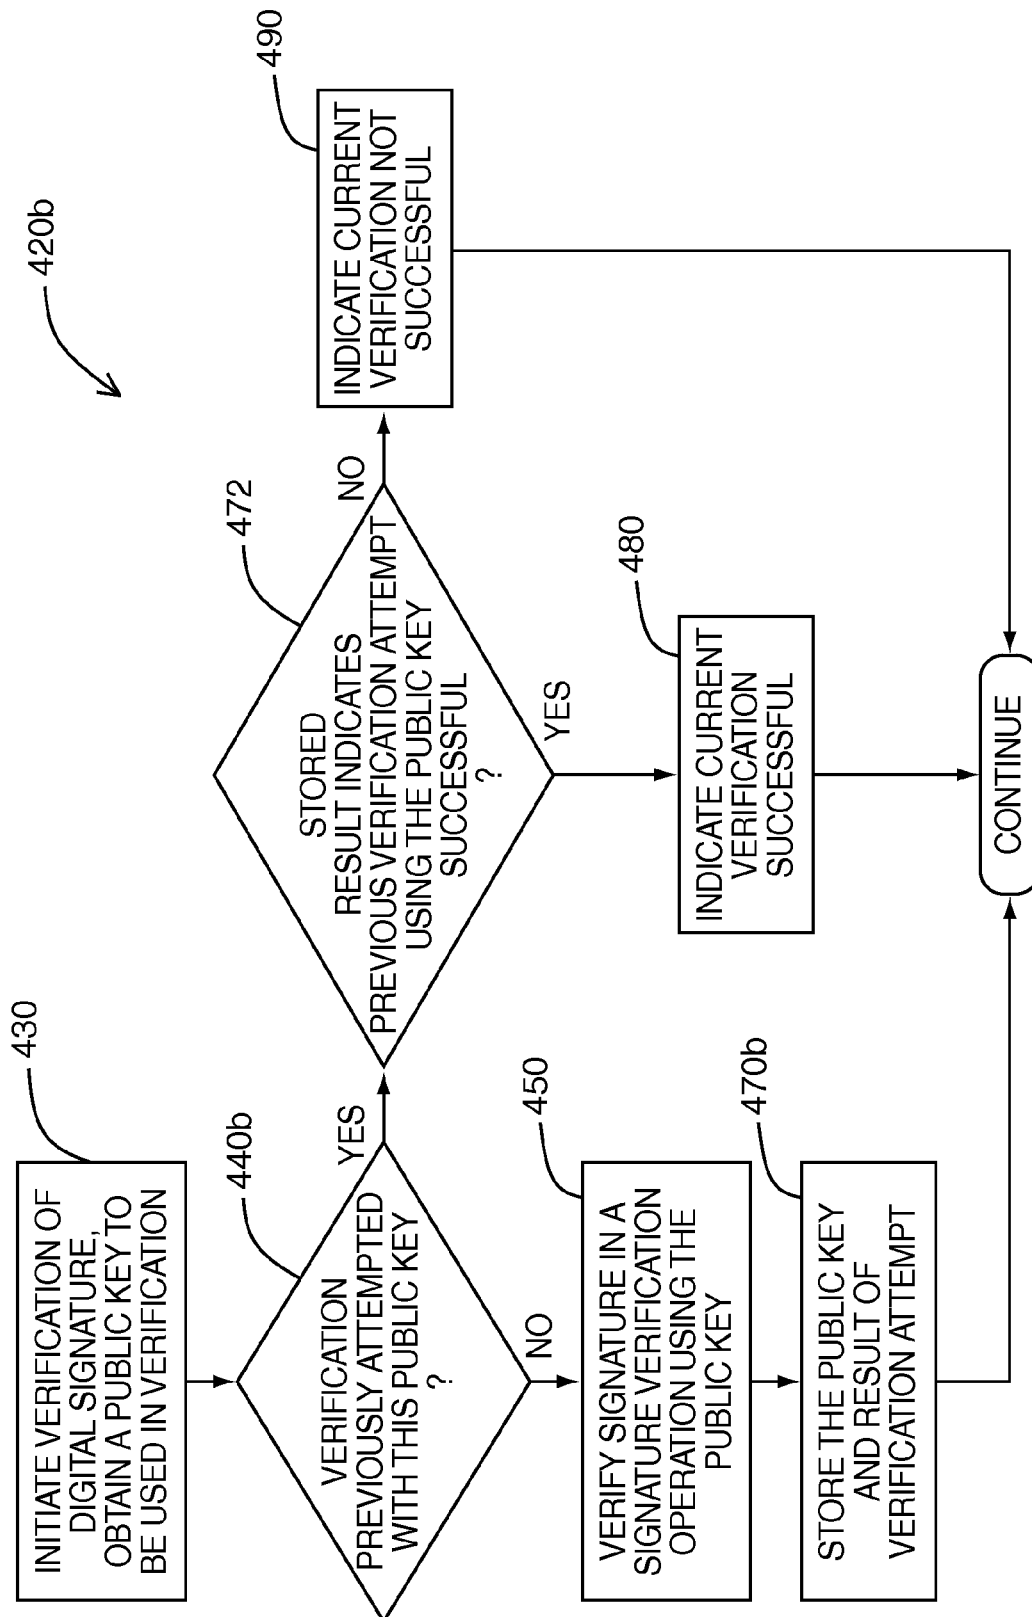 420b
430
INITIATE VERIFICATION OF
DIGITAL SIGNATURE,
OBTAIN A PUBLIC KEY TO
BE USED IN VERIFICATION
440b
VERIFICATION
PREVIOUSLY ATTEMPTED
WITH THIS PUBLIC KEY
?
YES
NO
472
STORED
RESULT INDICATES
PREVIOUS VERIFICATION ATTEMPT
USING THE PUBLIC KEY
SUCCESSFUL
?
NO
YES
490
INDICATE CURRENT
VERIFICATION NOT
SUCCESSFUL
450
VERIFY SIGNATURE IN A
SIGNATURE VERIFICATION
OPERATION USING THE
PUBLIC KEY
480
INDICATE CURRENT
VERIFICATION
SUCCESSFUL
470b
STORE THE PUBLIC KEY
AND RESULT OF
VERIFICATION ATTEMPT
CONTINUE